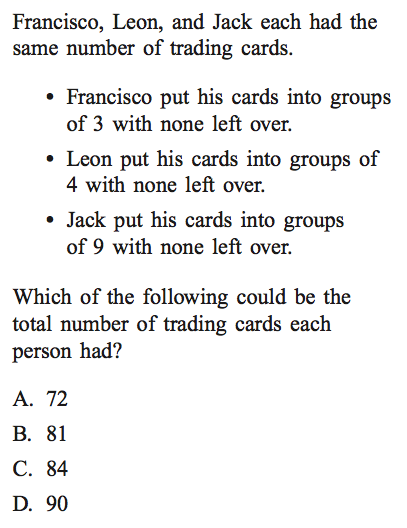 Francisco, Leon, and Jack each had the
same number of trading cards.
• Francisco put his cards into groups
of 3 with none left over.
• Leon put his cards into groups of
4 with none left over.
• Jack put his cards into groups
of 9 with none left over.
Which of the following could be the
total number of trading cards each
person had?
A. 72
B. 81
C. 84
D. 90